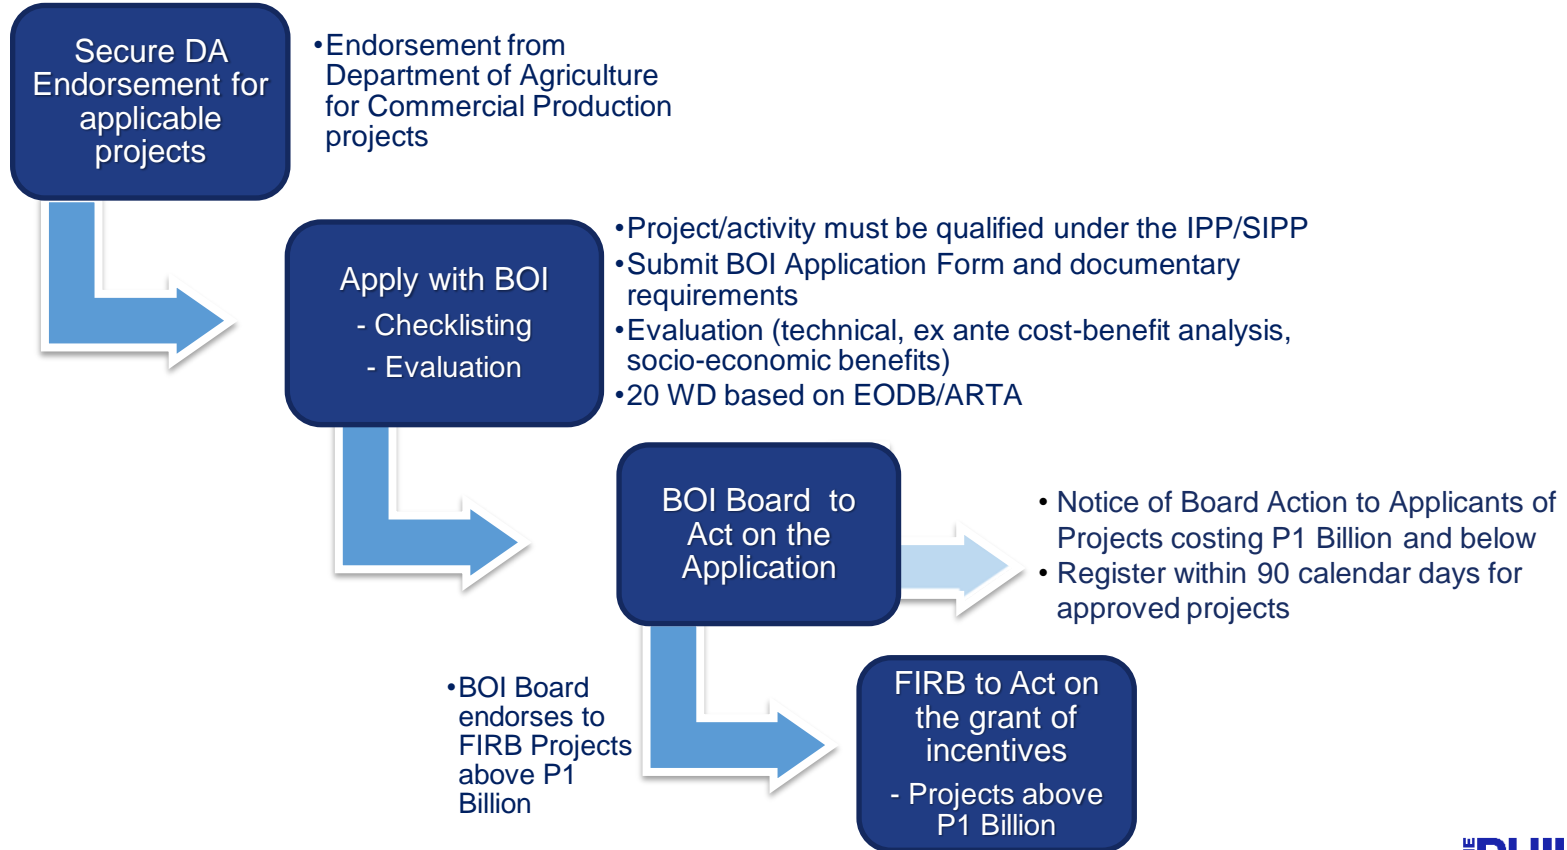 Secure DA
Endorsement for
applicable
projects
•Endorsement from
Department of Agriculture
for Commercial Production
projects
Apply with BOI
- Checklisting
- Evaluation
•Project/activity must be qualified under the IPP/SIPP
•Submit BOI Application Form and documentary
requirements
•Evaluation (technical, ex ante cost-benefit analysis,
socio-economic benefits)
•20 WD based on EODB/ARTA
BOI Board to
Act on the
Application
• Notice of Board Action to Applicants of
Projects costing P1 Billion and below
• Register within 90 calendar days for
approved projects
•BOI Board
endorses to
FIRB Projects
above P1
Billion
FIRB to Act on
the grant of
incentives
- Projects above
P1 Billion